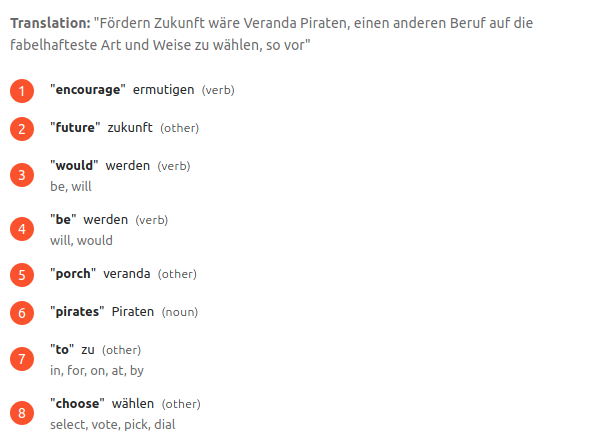 Translation: "Fördern Zukunft wäre Veranda Piraten, einen anderen Beruf auf die
fabelhafteste Art und Weise zu wählen, so vor"
1 "encourage" ermutigen (verb)
2 "future" zukunft (other)
3 "would" werden (verb)
be, will
4 "be" werden (verb)
will, would
5 "porch" veranda (other)
6 "pirates" Piraten (noun)
7 "to" zu (other)
in, for, on, at, by
8 "choose" wählen (other)
select, vote, pick, dial